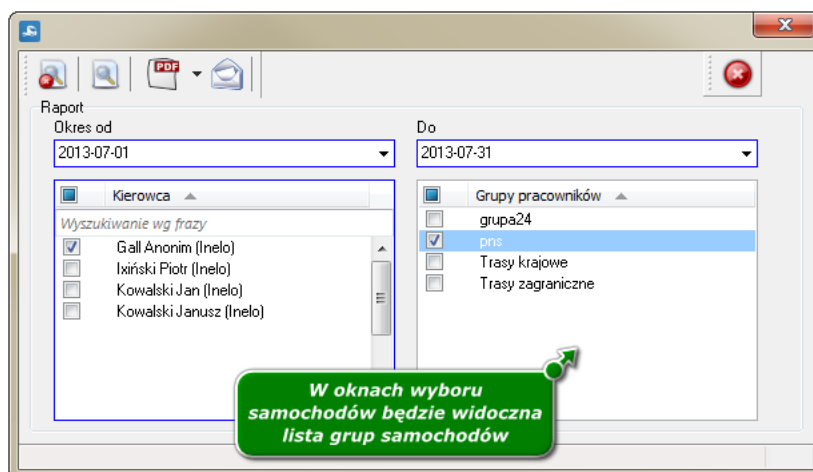 PDF
Raport
Okres od
Do
2013-07-01
2013-07-31
Kierowca
Grupy pracowników
Wyszukiwanie wg frazy
grupa24
Gall Anonim (Inelo)
pns
Ixiński Piotr (Inelo)
Trasy krajowe
Kowalski Jan (Inelo)
Trasy zagraniczne
Kowalski Janusz (Inelo)
W oknach wyboru
samochodów będzie widoczna
lista grup samochodów